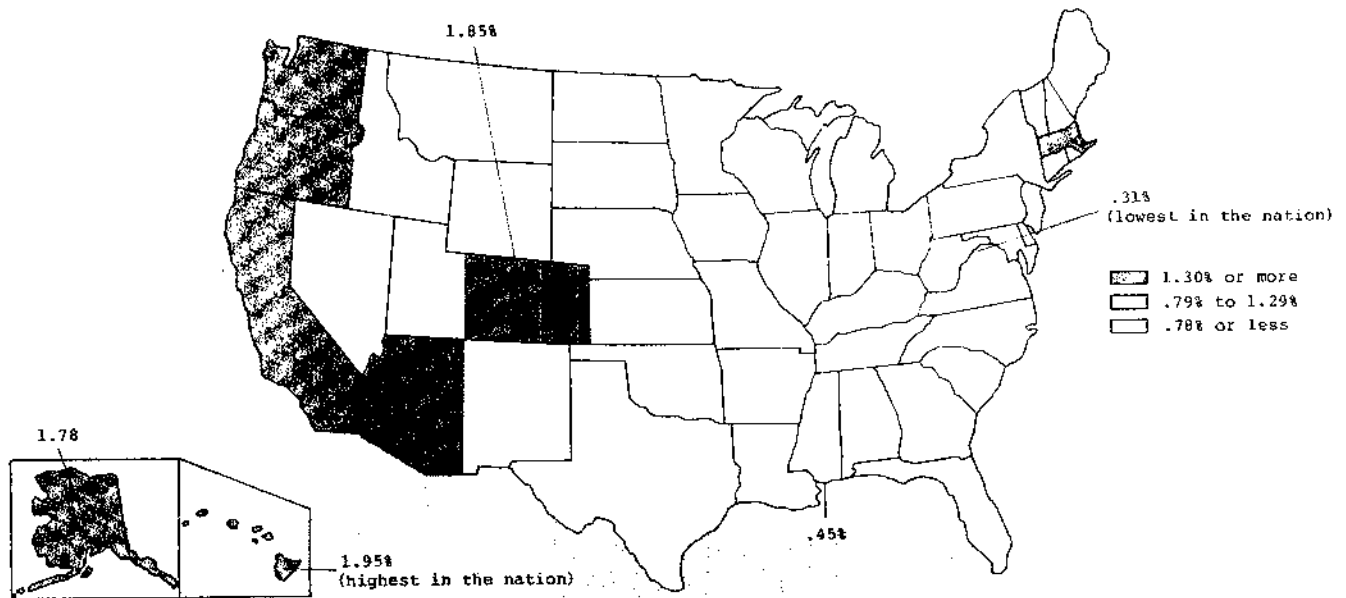 1.85%
.31%
(lowest in the nation)
1.30% or more
.79% to 1.29%
.78% or less
1.78
.45%
1.95%
(highest in the nation)